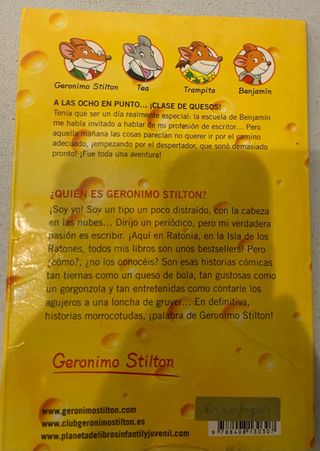 Geronimo Stilton Tea Trampita Benjamín
A LAS OCHO EN PUNTO... ¡CLASE DE QUESOS!
Tenía que ser un día realmente especial: la escuela de Benjamín
me había invitado a hablar de mi profesión de escritor... Pero
aquella mañana las cosas parecían no querer ir por el camino
adecuado, ¡empezando por el despertador, que sonó demasiado
pronto! ¡Fue toda una aventura!
¿QUIÉN ES GERONIMO STILTON?
¡Soy yo! Soy un tipo un poco distraído, con la cabeza
en las nubes... Dirijo un periódico, pero mi verdadera
pasión es escribir. ¡Aquí en Ratonia, en la Isla de los
Ratones, todos mis libros son unos bestsellers! Pero
¿cómo?, ¿no los conocéis? Son esas historias cómicas
tan tiernas como un queso de bola, tan gustosas como
un gorgonzola y tan entretenidas como contarle los
agujeros a una loncha de gruyer... En definitiva,
historias morrocotudas, ¡palabra de Geronimo Stilton!
Geronimo Stilton
www.geronimostilton.com
www.clubgeronimostilton.es
www.planetadelibrosinfantilyjuvenil.com
9 788408 130307